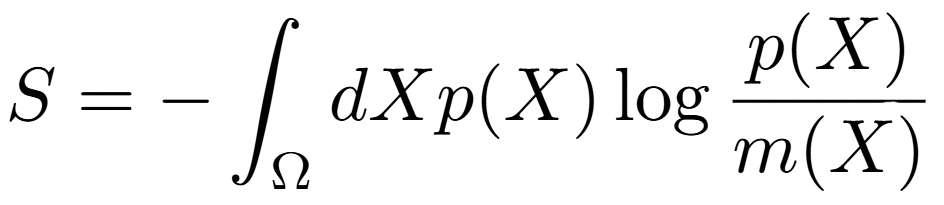 S = -\int_{\Omega} dX p(X) \log \frac{p(X)}{m(X)}